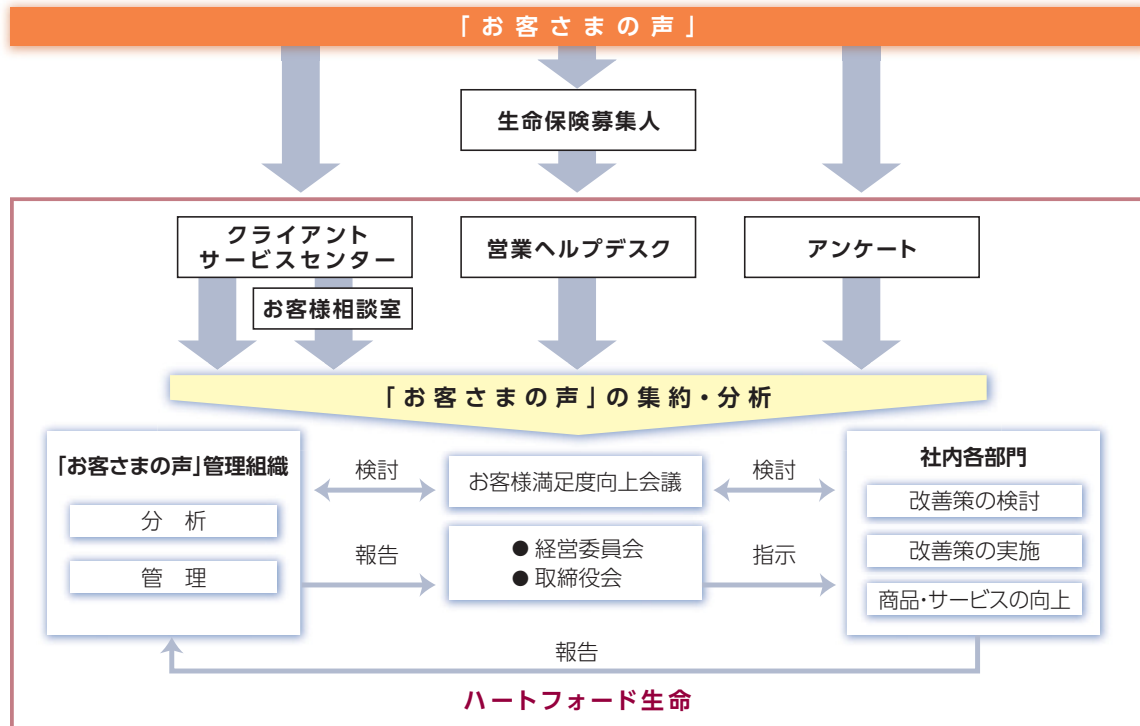 「お客さまの声」
生命保険募集人
クライアント
サービスセンター
お客様相談室
営業ヘルプデスク
アンケート
「お客さまの声」の集約・分析
「お客さまの声」管理組織
分 析
管 理
検討
お客様満足度向上会議
検討
報告
● 経営委員会
● 取締役会
指示
社内各部門
改善策の検討
改善策の実施
商品・サービスの向上
報告
ハートフォード生命